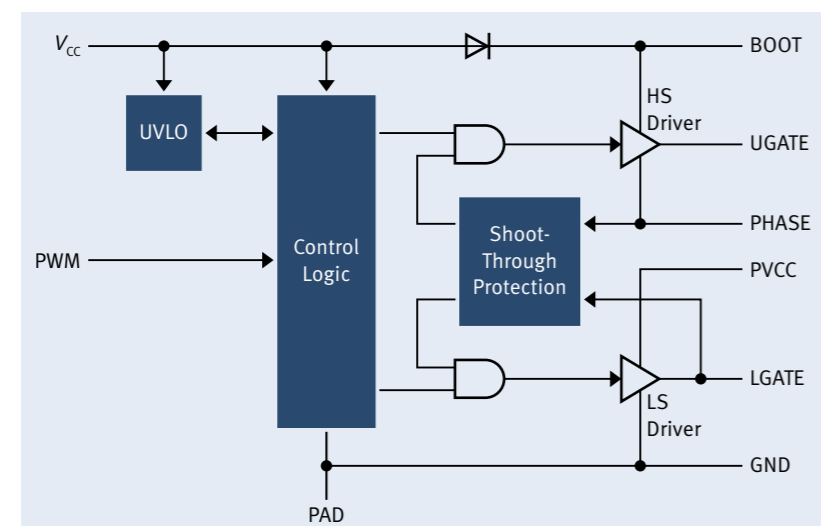 VCC
BOOT
HS
Driver
UVLO
UGATE
Shoot-
Through
Protection
PHASE
Control
Logic
PWM
PVCC
LGATE
LS
Driver
GND
PAD